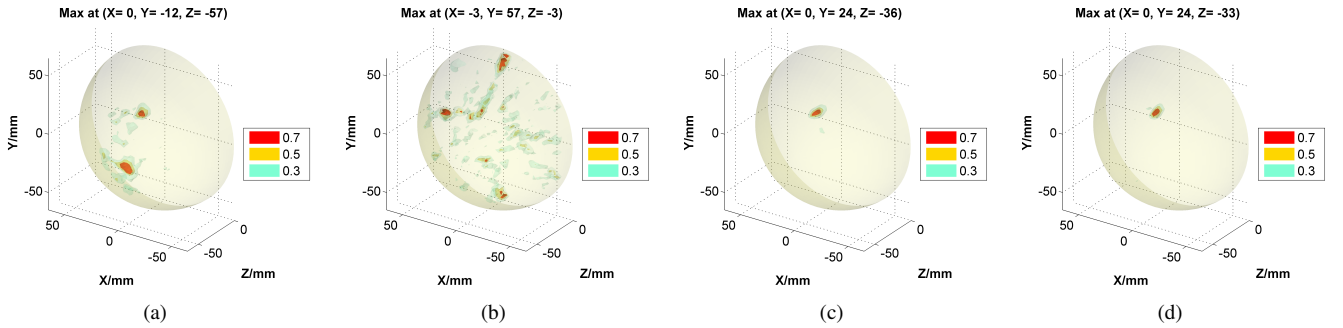 Max at (X= 0, Y= -12, Z= -57)
50
0
-50
Y/mm
50
0
-50
X/mm
0
-50
Z/mm
0.7
0.5
0.3
(a)
Max at (X= -3, Y= 57, Z= -3)
50
0
-50
Y/mm
50
0
-50
X/mm
0
-50
Z/mm
0.7
0.5
0.3
(b)
Max at (X= 0, Y= 24, Z= -36)
50
0
-50
Y/mm
50
0
-50
X/mm
0
-50
Z/mm
0.7
0.5
0.3
(c)
Max at (X= 0, Y= 24, Z= -33)
50
0
-50
Y/mm
50
0
-50
X/mm
0
-50
Z/mm
0.7
0.5
0.3
(d)